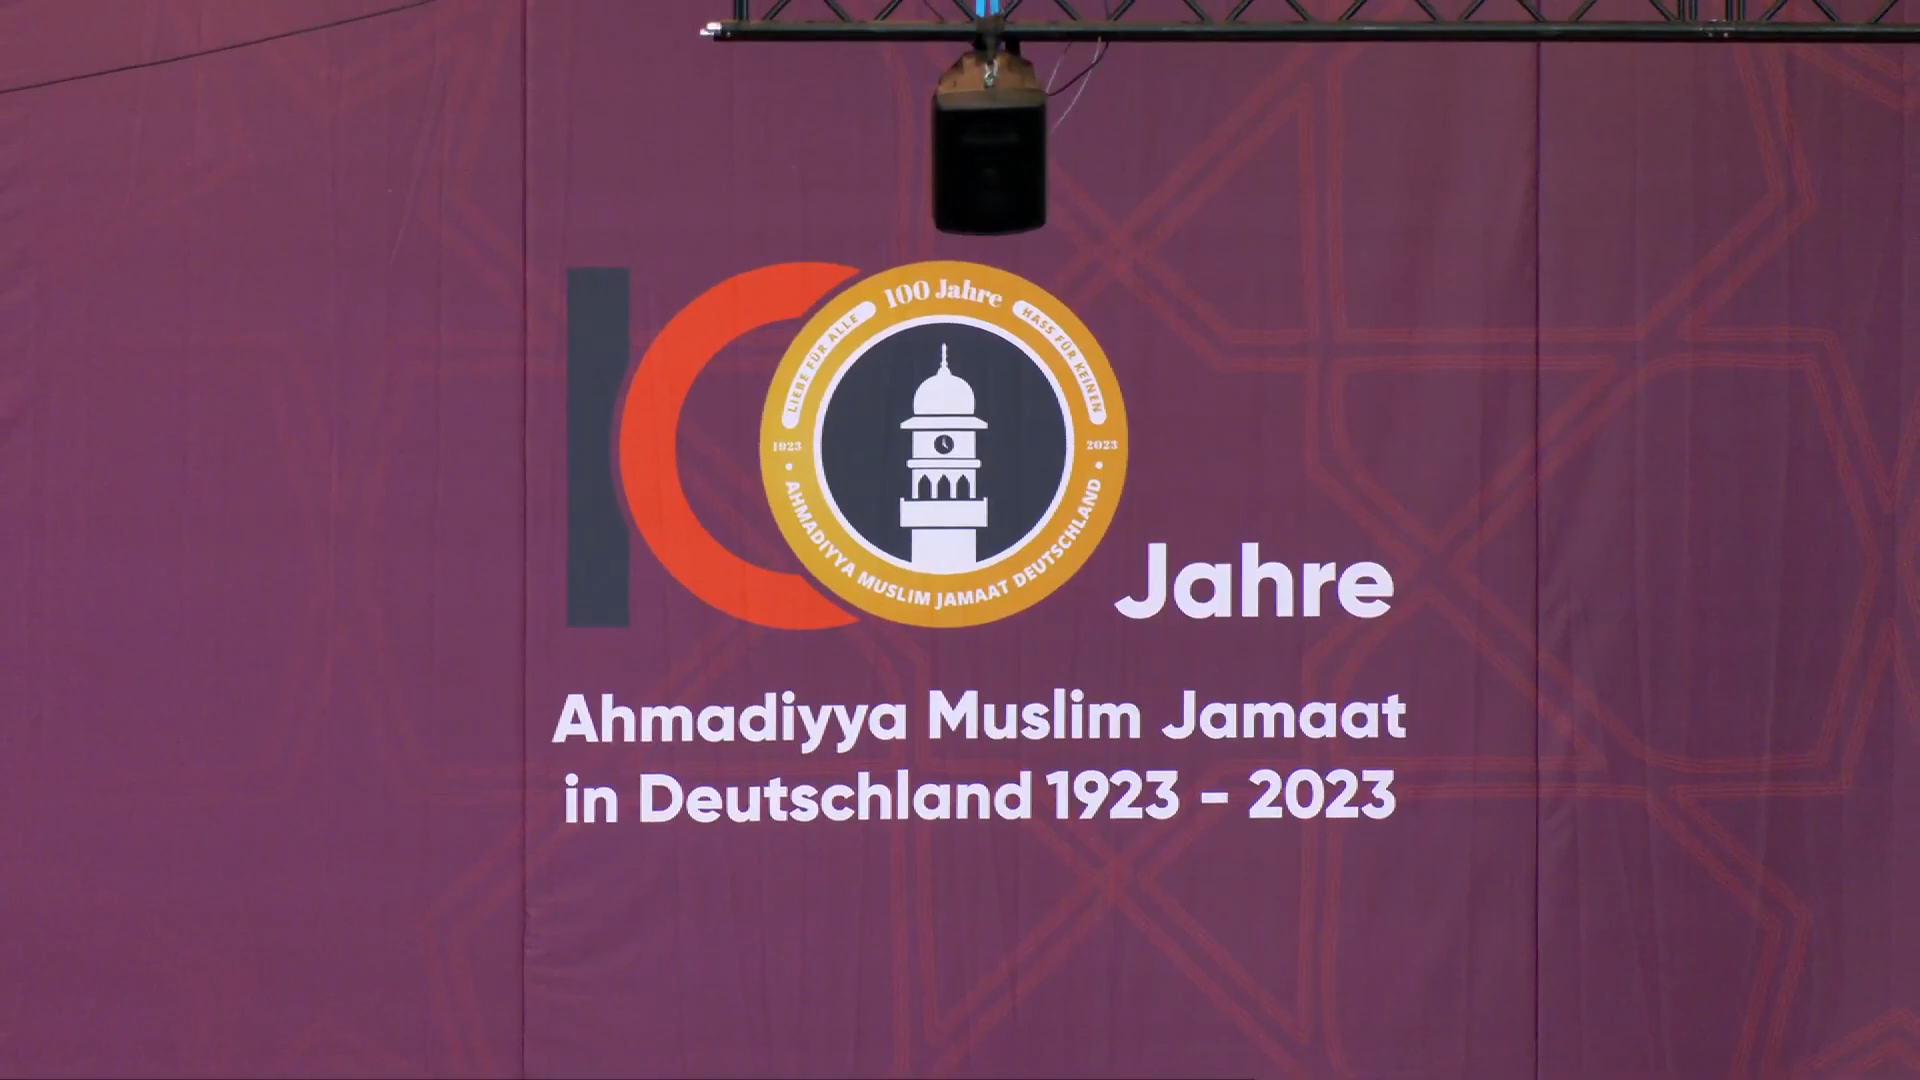 100 Jahre
LIEBE FÜR ALLE
HASS FÜR KEINEN
1923
2023
AHMADIYYA MUSLIM JAMAAT DEUTSCHLAND
100 Jahre
Ahmadiyya Muslim Jamaat
in Deutschland 1923 - 2023